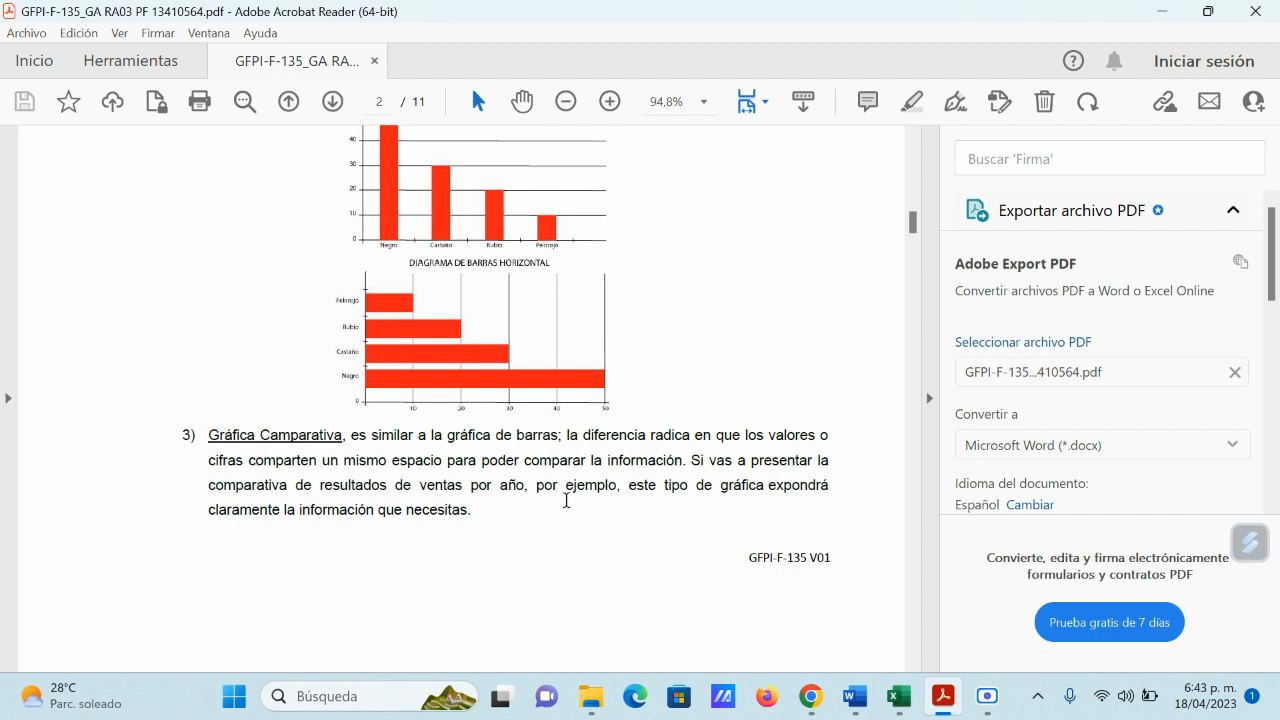 GFPI-F-135_GA RA03 PF 13410564.pdf - Adobe Acrobat Reader (64-bit)
Archivo Edición Ver Firmar Ventana Ayuda
Inicio Herramientas GFPI-F-135_GA RA...
2 / 11 94,8%
40
30
20
10
0
Negro Castaño Rubio Pelirrojo
DIAGRAMA DE BARRAS HORIZONTAL
Pelirrojo
Rubio
Castaño
Negro
0
10 20 30 40 50
3) Gráfica Camparativa, es similar a la gráfica de barras; la diferencia radica en que los valores o
cifras comparten un mismo espacio para poder comparar la información. Si vas a presentar la
comparativa de resultados de ventas por año, por ejemplo, este tipo de gráfica expondrá
claramente la información que necesitas.
GFPI-F-135 V01
Iniciar sesión
Buscar 'Firma'
Exportar archivo PDF
Adobe Export PDF
Convertir archivos PDF a Word o Excel Online
Seleccionar archivo PDF
GFPI-F-135...410564.pdf
Convertir a
Microsoft Word (*.docx)
Idioma del documento:
Español Cambiar
Convierte, edita y firma electrónicamente
formularios y contratos PDF
Prueba gratis de 7 días
28°C
Parc. soleado
Búsqueda
6:43 p. m.
18/04/2023
1